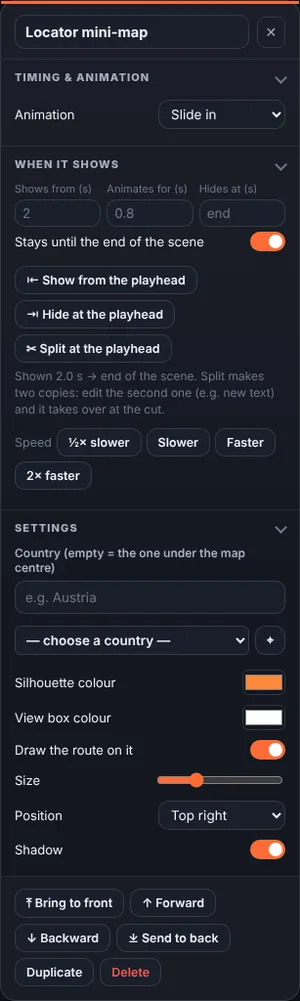 Locator mini-map ✕
TIMING & ANIMATION
Animation Slide in
WHEN IT SHOWS
Shows from (s) Animates for (s) Hides at (s)
2 0.8 end
Stays until the end of the scene
⇤ Show from the playhead
⇥ Hide at the playhead
✂ Split at the playhead
Shown 2.0 s → end of the scene. Split makes
two copies: edit the second one (e.g. new text)
and it takes over at the cut.
Speed ½× slower Slower Faster
2× faster
SETTINGS
Country (empty = the one under the map
centre)
e.g. Austria
— choose a country — ⌖
Silhouette colour
View box colour
Draw the route on it
Size
Position Top right
Shadow
⤒ Bring to front ↑ Forward
↓ Backward ⤓ Send to back
Duplicate Delete